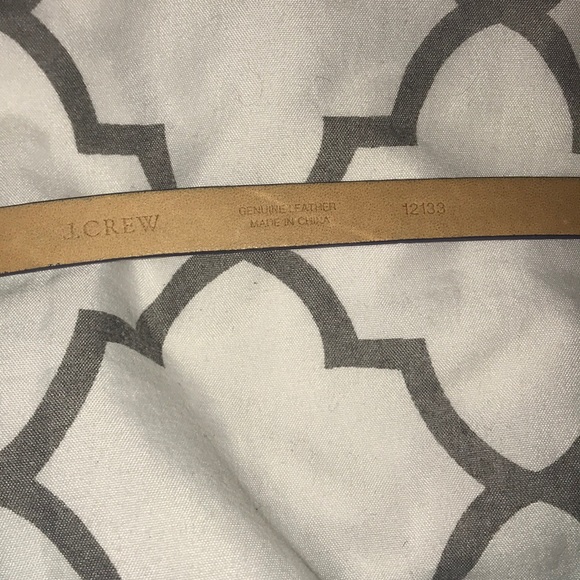 J.CREW
GENUINE LEATHER
MADE IN CHINA
12133